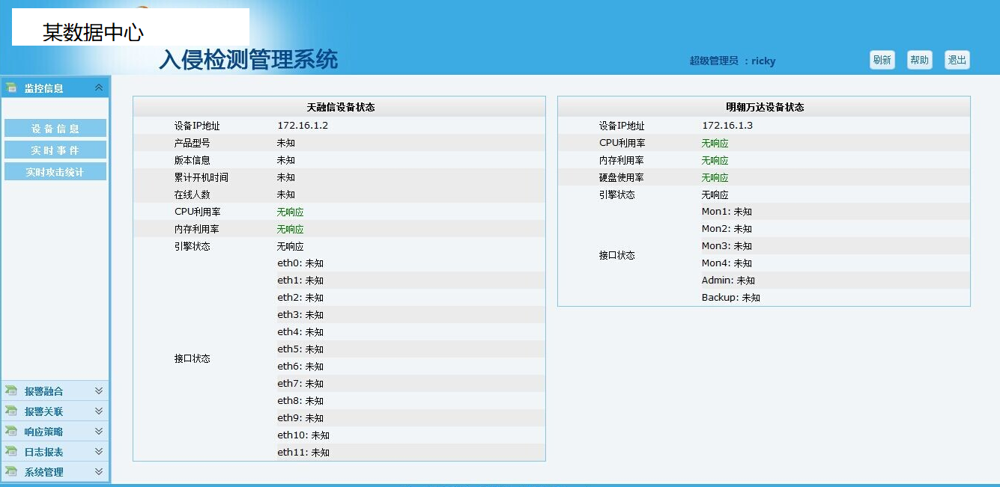 某数据中心
入侵检测管理系统
超级管理员 ：ricky
刷新
帮助
退出
监控信息
设备信息
实时事件
实时攻击统计
报警融合
报警关联
响应策略
日志报表
系统管理
天融信设备状态
设备IP地址 172.16.1.2
产品型号 未知
版本信息 未知
累计开机时间 未知
在线人数 未知
CPU利用率 无响应
内存利用率 无响应
引擎状态 无响应
接口状态
eth0: 未知
eth1: 未知
eth2: 未知
eth3: 未知
eth4: 未知
eth5: 未知
eth6: 未知
eth7: 未知
eth8: 未知
eth9: 未知
eth10: 未知
eth11: 未知
明朝万达设备状态
设备IP地址 172.16.1.3
CPU利用率 无响应
内存利用率 无响应
硬盘使用率 无响应
引擎状态 无响应
接口状态
Mon1: 未知
Mon2: 未知
Mon3: 未知
Mon4: 未知
Admin: 未知
Backup: 未知